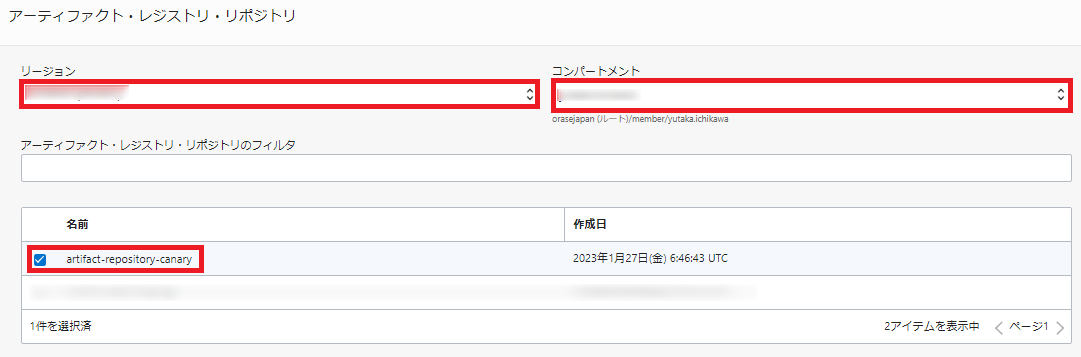 アーティファクト・レジストリ・リポジトリ
リージョン
コンパートメント
orasejapan (ルート)/member/yutaka.ichikawa
アーティファクト・レジストリ・リポジトリのフィルタ
名前 作成日
artifact-repository-canary 2023年1月27日(金) 6:46:43 UTC
1件を選択済 2アイテムを表示中 ページ1